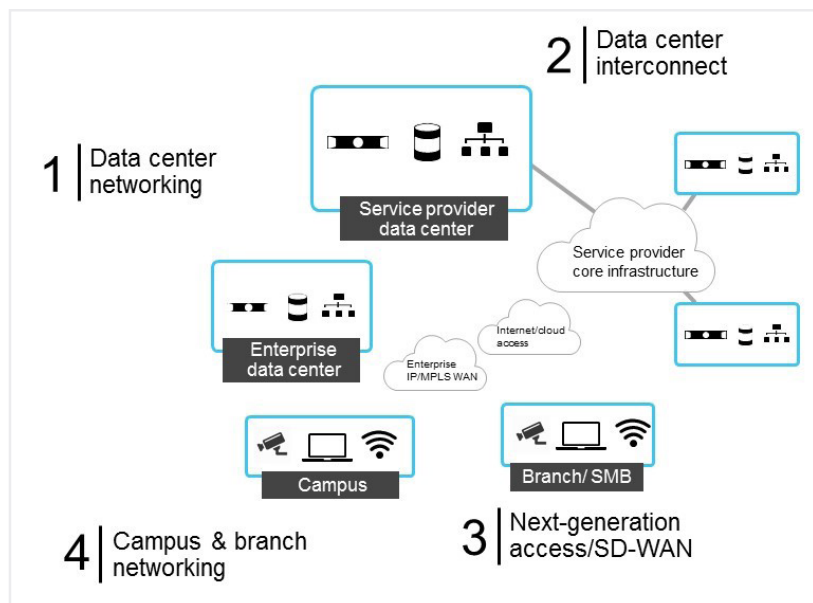 2
Data center
interconnect
1
Data center
networking
Service provider
data center
Service provider
core infrastructure
Enterprise
data center
Internet/cloud
access
Enterprise
IP/MPLS WAN
Campus
Branch/ SMB
4
Campus & branch
networking
3
Next-generation
access/SD-WAN